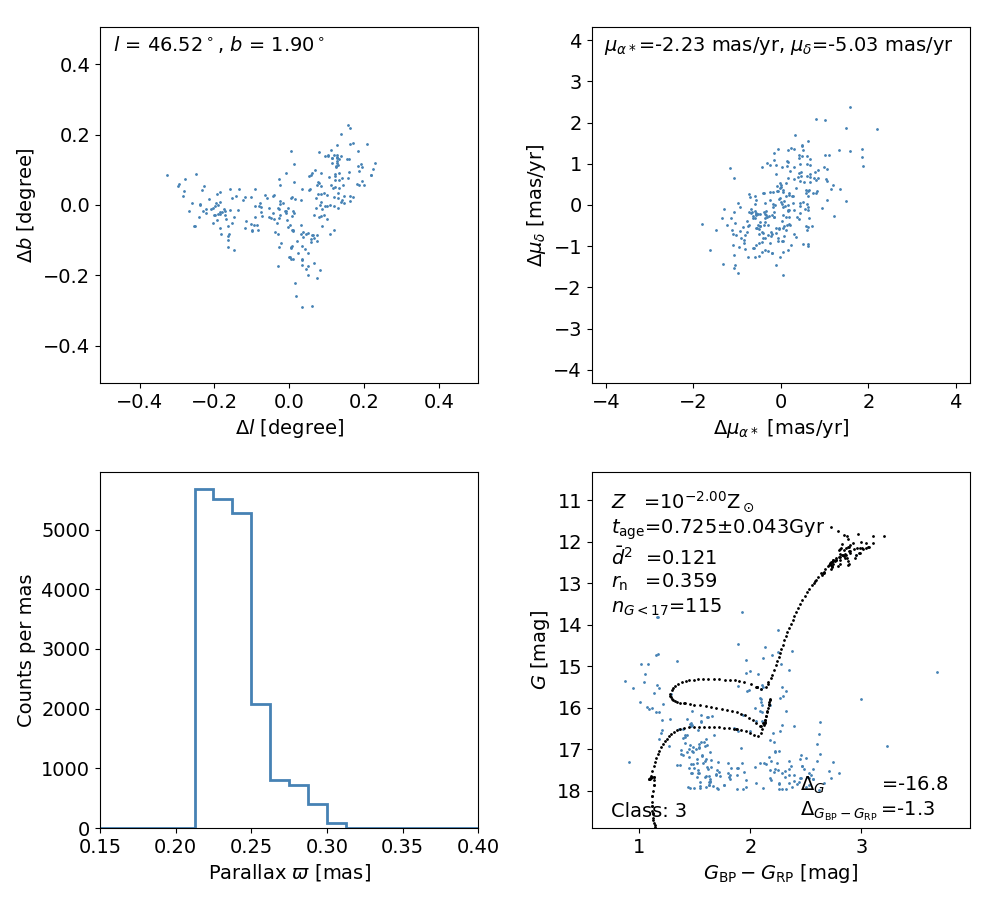 l = 46.52°, b = 1.90°
0.4
0.2
0.0
−0.2
−0.4
Δb [degree]
−0.4 −0.2 0.0 0.2 0.4
Δl [degree]
μα*=-2.23 mas/yr, μδ=-5.03 mas/yr
4
3
2
1
0
−1
−2
−3
−4
Δμδ [mas/yr]
−4 −2 0 2 4
Δμα* [mas/yr]
5000
4000
3000
2000
1000
0
Counts per mas
0.15 0.20 0.25 0.30 0.35 0.40
Parallax ϖ [mas]
Z =10^−2.00 Z⊙
tage=0.725±0.043Gyr
d̄² =0.121
rn =0.359
nG<17=115
11
12
13
14
15
16
17
18
G [mag]
ΔG =-16.8
ΔGBP−GRP=-1.3
Class: 3
1 2 3
GBP − GRP [mag]